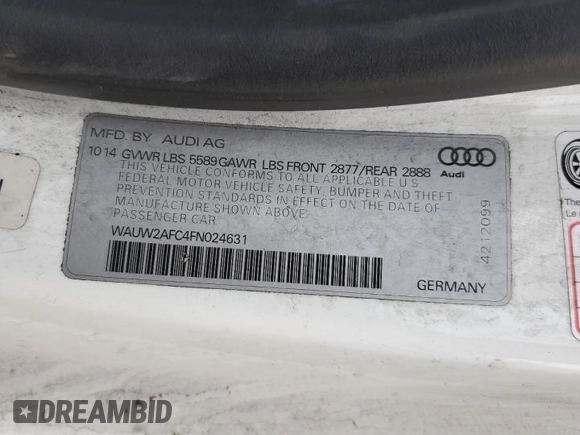 MFD. BY AUDI AG
10 14 GVWR LBS 5589 GAWR LBS FRONT 2877/REAR 2888
THIS VEHICLE CONFORMS TO ALL APPLICABLE U.S.
FEDERAL MOTOR VEHICLE SAFETY, BUMPER AND THEFT
PREVENTION STANDARDS IN EFFECT ON THE DATE OF
MANUFACTURE SHOWN ABOVE.
PASSENGER CAR
WAUW2AFC4FN024631
GERMANY
Audi
4212099
The
Le
DREAMBID